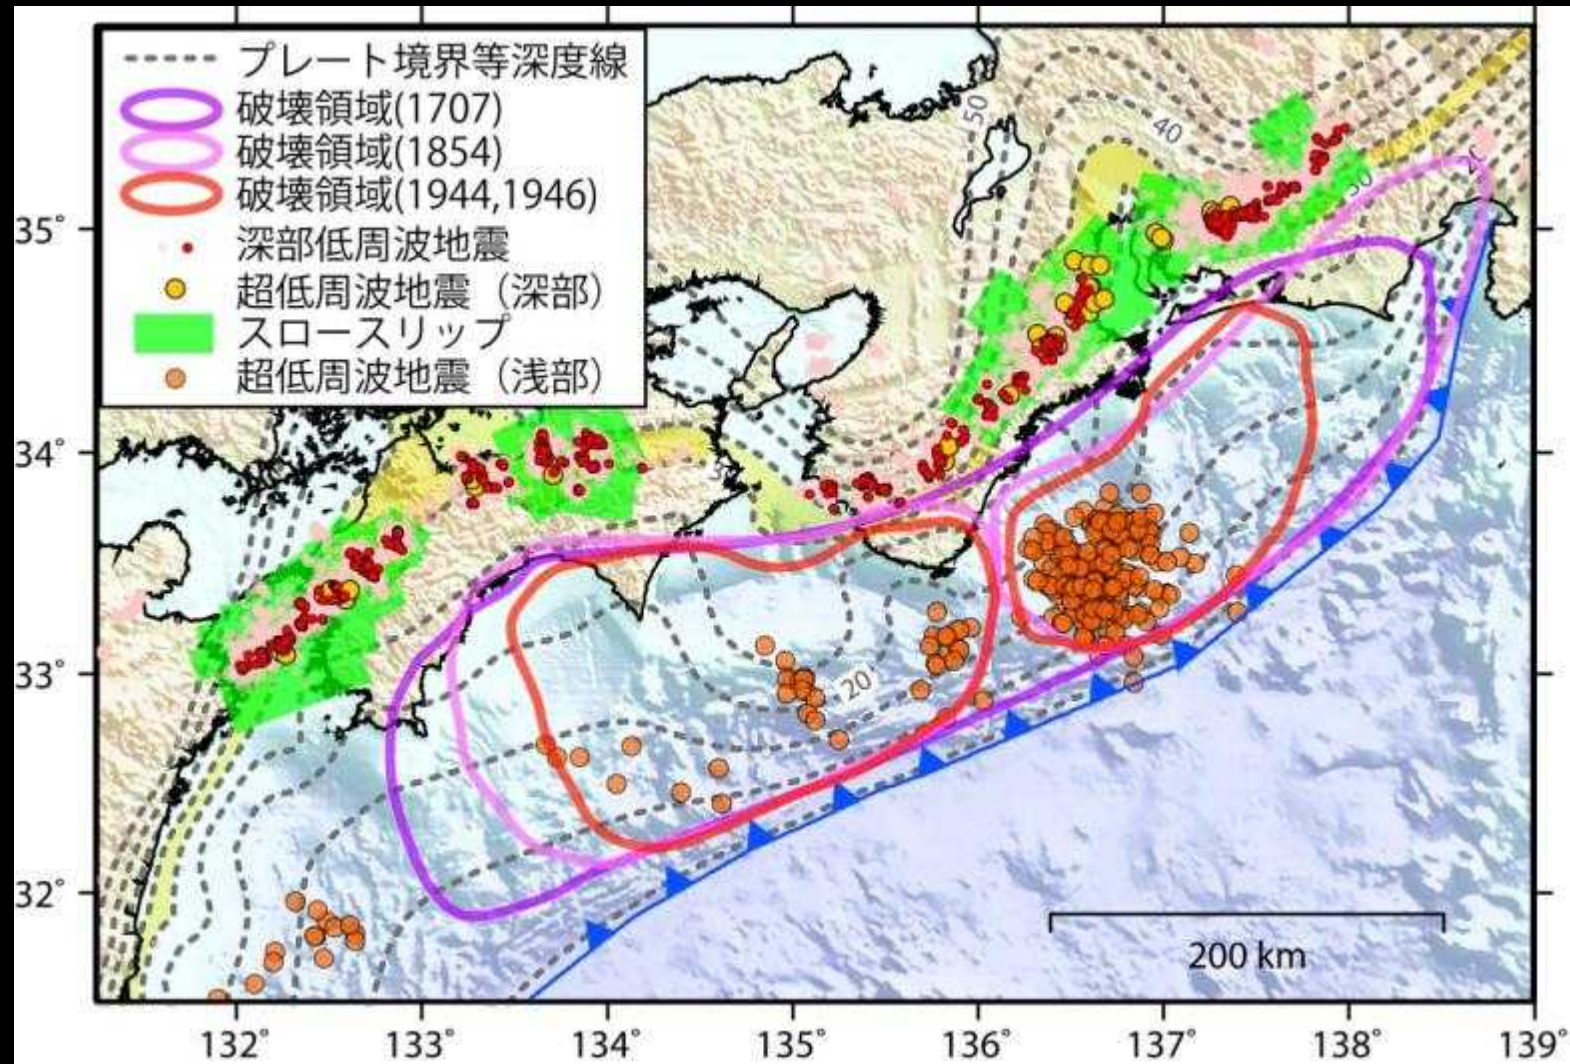 プレート境界等深度線
破壊領域(1707)
破壊領域(1854)
破壊領域(1944,1946)
深部低周波地震
超低周波地震（深部）
スロースリップ
超低周波地震（浅部）
50
40
30
20
20
35°
34°
33°
32°
200 km
132° 133° 134° 135° 136° 137° 138° 139°